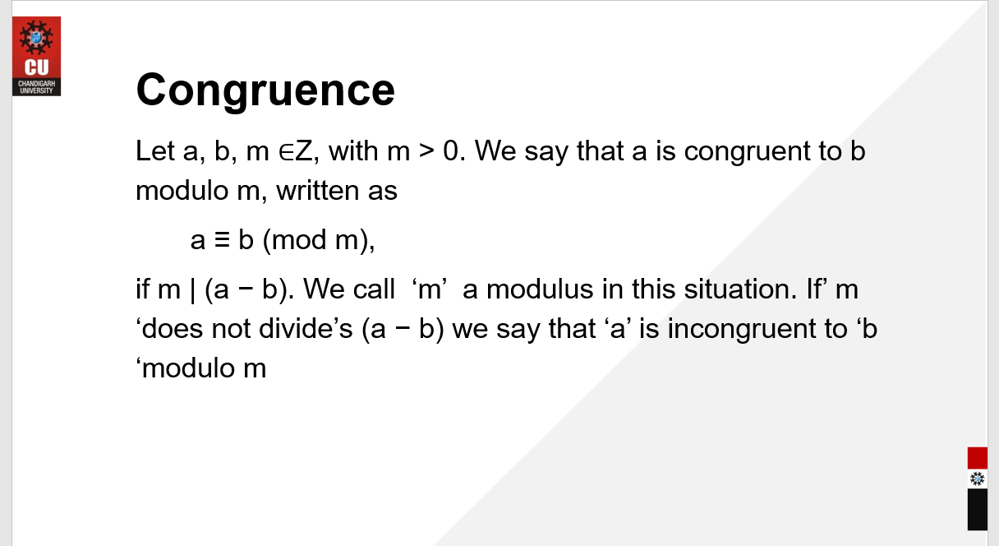 CU
CHANDIGARH
UNIVERSITY
Congruence
Let a, b, m ∈Z, with m > 0. We say that a is congruent to b
modulo m, written as
a ≡ b (mod m),
if m | (a − b). We call ‘m’ a modulus in this situation. If’ m
‘does not divide’s (a − b) we say that ‘a’ is incongruent to ‘b
‘modulo m